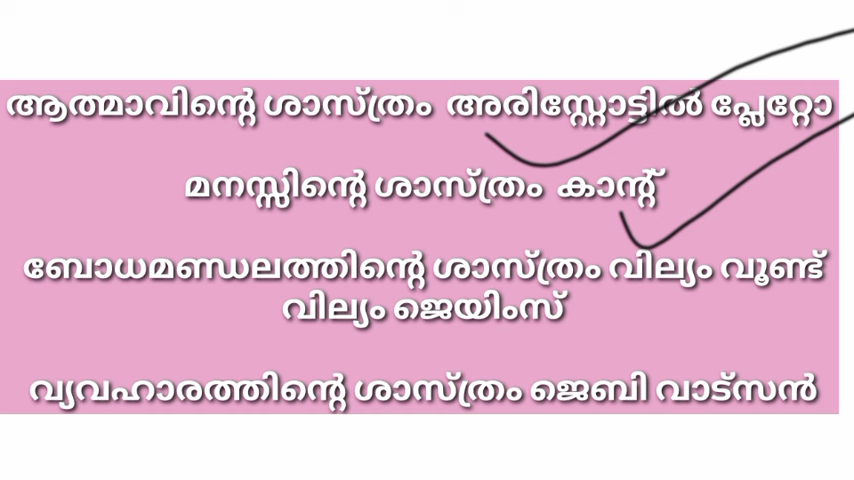 ആത്മാവിന്റെ ശാസ്ത്രം അരിസ്റ്റോട്ടിൽ പ്ലേറ്റോ
മനസ്സിന്റെ ശാസ്ത്രം കാന്റ്
ബോധമണ്ഡലത്തിന്റെ ശാസ്ത്രം വില്യം വൂണ്ട്
വില്യം ജെയിംസ്
വ്യവഹാരത്തിന്റെ ശാസ്ത്രം ജെബി വാട്സൻ